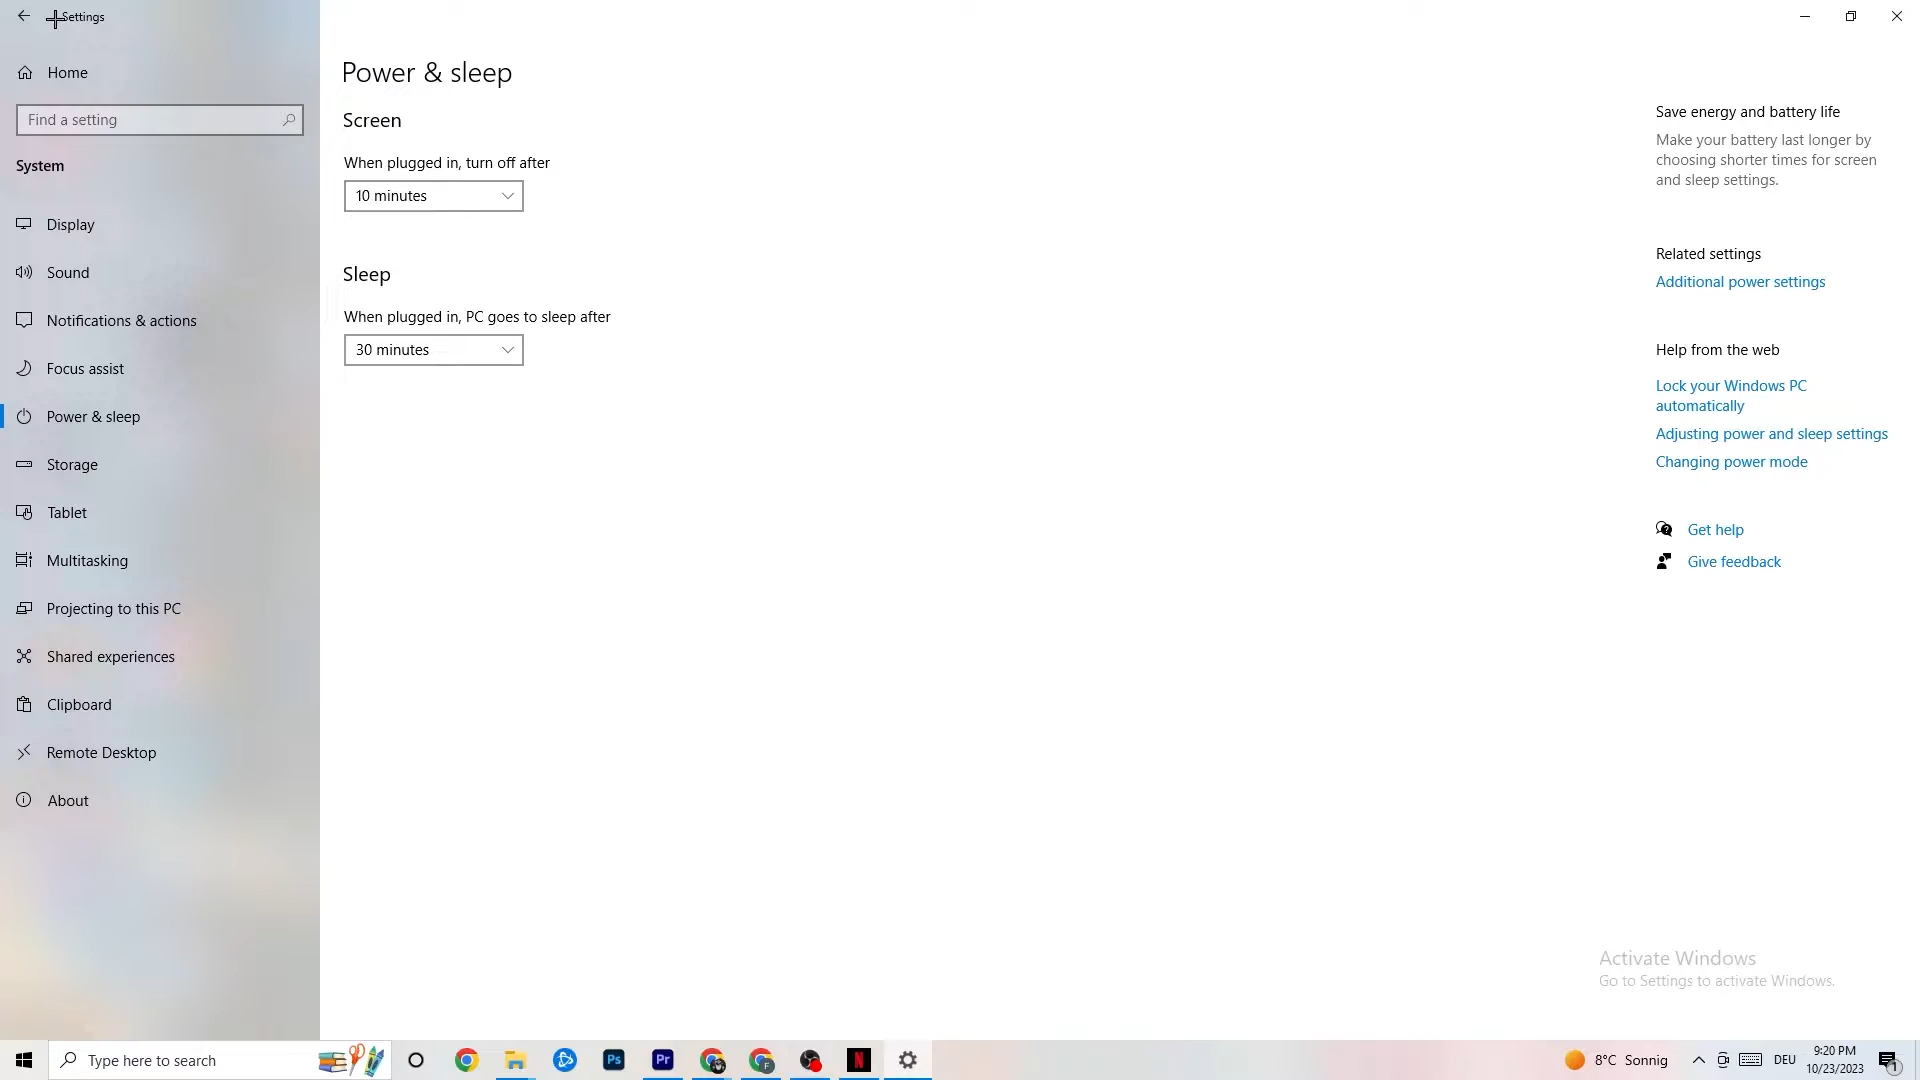 Settings
Home
Find a setting
System
Display
Sound
Notifications & actions
Focus assist
Power & sleep
Storage
Tablet
Multitasking
Projecting to this PC
Shared experiences
Clipboard
Remote Desktop
About
Power & sleep
Screen
When plugged in, turn off after
10 minutes
Sleep
When plugged in, PC goes to sleep after
30 minutes
Save energy and battery life
Make your battery last longer by
choosing shorter times for screen
and sleep settings.
Related settings
Additional power settings
Help from the web
Lock your Windows PC
automatically
Adjusting power and sleep settings
Changing power mode
Get help
Give feedback
Activate Windows
Go to Settings to activate Windows.
Type here to search
Ps
Pr
F
N
8°C Sonnig
DEU
9:20 PM
10/23/2023
1